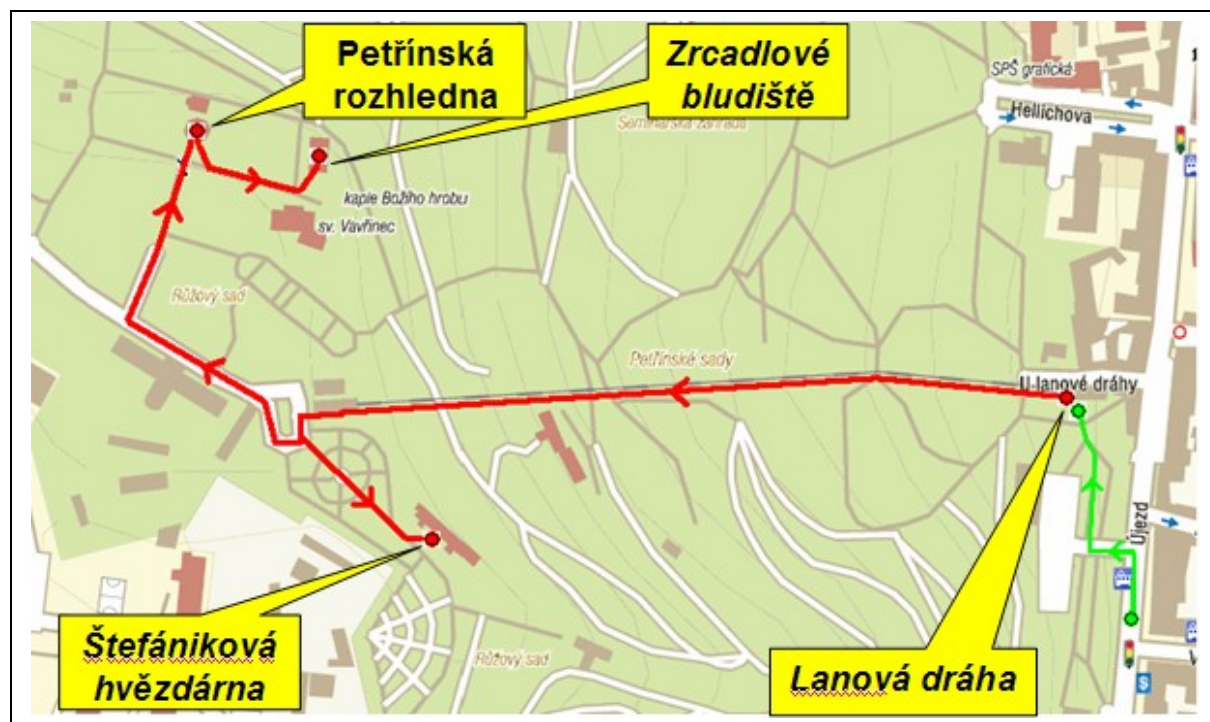 Petřínská
rozhledna
Zrcadlové
bludiště
SPŠ grafická
Hellichova
Seminářská zahrada
kaple Božího hrobu
sv. Vavřinec
Růžový sad
Petřínské sady
U lanové dráhy
Újezd
Štefániková
hvězdárna
Růžový sad
Lanová dráha
S